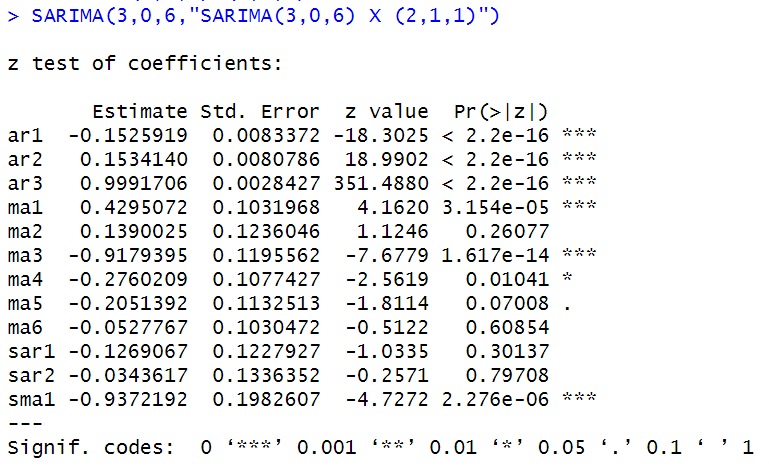 > SARIMA(3,0,6,"SARIMA(3,0,6) X (2,1,1)")
z test of coefficients:
Estimate Std. Error z value Pr(>|z|)
ar1 -0.1525919 0.0083372 -18.3025 < 2.2e-16 ***
ar2 0.1534140 0.0080786 18.9902 < 2.2e-16 ***
ar3 0.9991706 0.0028427 351.4880 < 2.2e-16 ***
ma1 0.4295072 0.1031968 4.1620 3.154e-05 ***
ma2 0.1390025 0.1236046 1.1246 0.26077
ma3 -0.9179395 0.1195562 -7.6779 1.617e-14 ***
ma4 -0.2760209 0.1077427 -2.5619 0.01041 *
ma5 -0.2051392 0.1132513 -1.8114 0.07008 .
ma6 -0.0527767 0.1030472 -0.5122 0.60854
sar1 -0.1269067 0.1227927 -1.0335 0.30137
sar2 -0.0343617 0.1336352 -0.2571 0.79708
sma1 -0.9372192 0.1982607 -4.7272 2.276e-06 ***
---
Signif. codes: 0 ‘***’ 0.001 ‘**’ 0.01 ‘*’ 0.05 ‘.’ 0.1 ‘ ’ 1